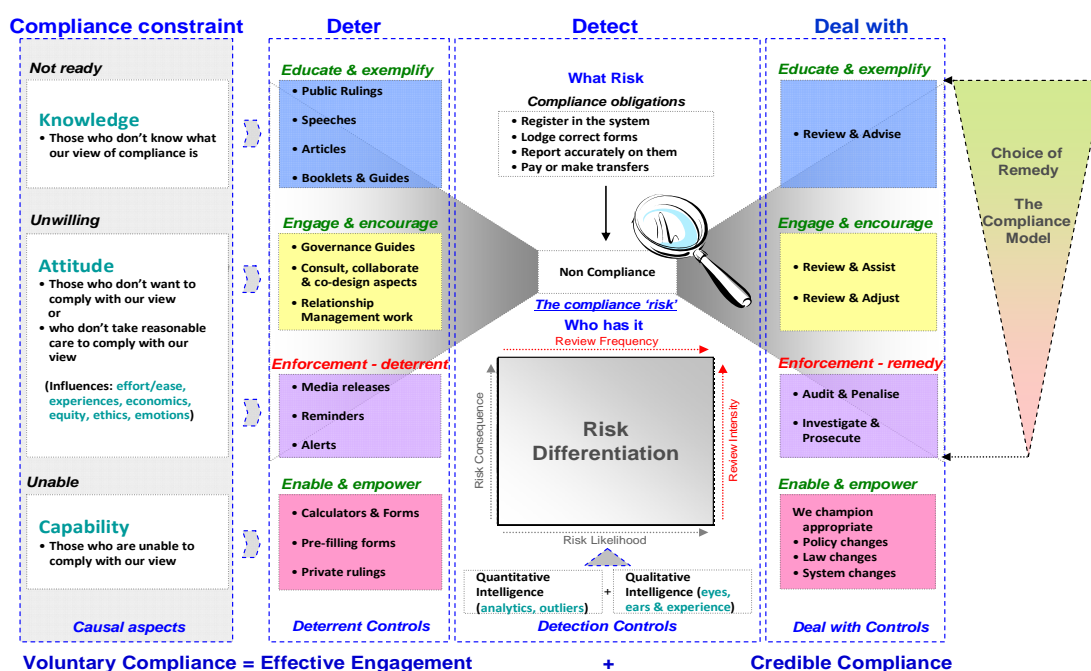 Compliance constraint
Not ready
Knowledge
• Those who don't know what
our view of compliance is
Unwilling
Attitude
• Those who don't want to
comply with our view
or
• who don't take reasonable
care to comply with our
view
(Influences: effort/ease,
experiences, economics,
equity, ethics, emotions)
Unable
Capability
• Those who are unable to
comply with our view
Causal aspects
Deter
Educate & exemplify
• Public Rulings
• Speeches
• Articles
• Booklets & Guides
Engage & encourage
• Governance Guides
• Consult, collaborate
& co-design aspects
• Relationship
Management work
Enforcement - deterrent
• Media releases
• Reminders
• Alerts
Enable & empower
• Calculators & Forms
• Pre-filling forms
• Private rulings
Deterrent Controls
Detect
What Risk
Compliance obligations
• Register in the system
• Lodge correct forms
• Report accurately on them
• Pay or make transfers
Non Compliance
The compliance 'risk'
Who has it
Review Frequency
Risk Consequence
Risk
Differentiation
Review Intensity
Risk Likelihood
Quantitative
Intelligence
(analytics, outliers)
+
Qualitative
Intelligence (eyes,
ears & experience)
Detection Controls
Deal with
Educate & exemplify
• Review & Advise
Engage & encourage
• Review & Assist
• Review & Adjust
Enforcement - remedy
• Audit & Penalise
• Investigate &
Prosecute
Enable & empower
We champion
appropriate
• Policy changes
• Law changes
• System changes
Deal with Controls
Choice of
Remedy
The
Compliance
Model
Voluntary Compliance = Effective Engagement + Credible Compliance